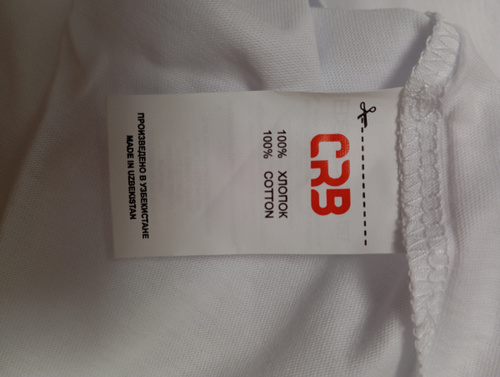 CRB
100% ХЛОПОК
100% COTTON
ПРОИЗВЕДЕНО В УЗБЕКИСТАНЕ
MADE IN UZBEKISTAN